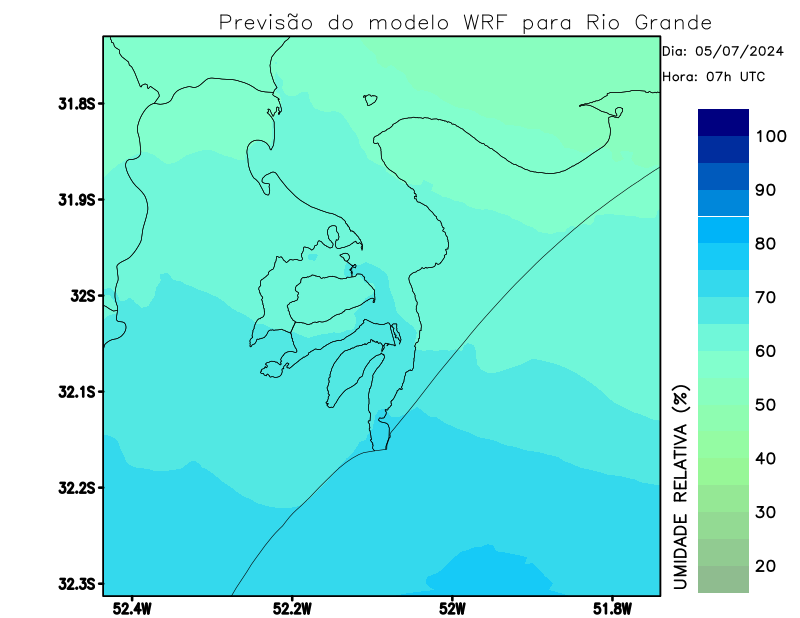 Previsão do modelo WRF para Rio Grande
Dia: 05/07/2024
Hora: 07h UTC
31.8S
31.9S
32S
32.1S
32.2S
32.3S
52.4W
52.2W
52W
51.8W
100
90
80
70
60
50
40
30
20
UMIDADE RELATIVA (%)